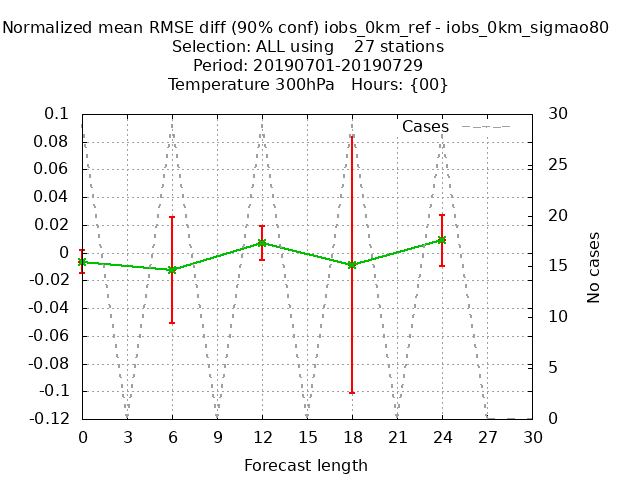 Normalized mean RMSE diff (90% conf) iobs_0km_ref - iobs_0km_sigmao80
Selection: ALL using 27 stations
Period: 20190701-20190729
Temperature 300hPa Hours: {00}
Cases
0.1
0.08
0.06
0.04
0.02
0
-0.02
-0.04
-0.06
-0.08
-0.1
-0.12
30
25
20
15
10
5
0
No cases
0 3 6 9 12 15 18 21 24 27 30
Forecast length